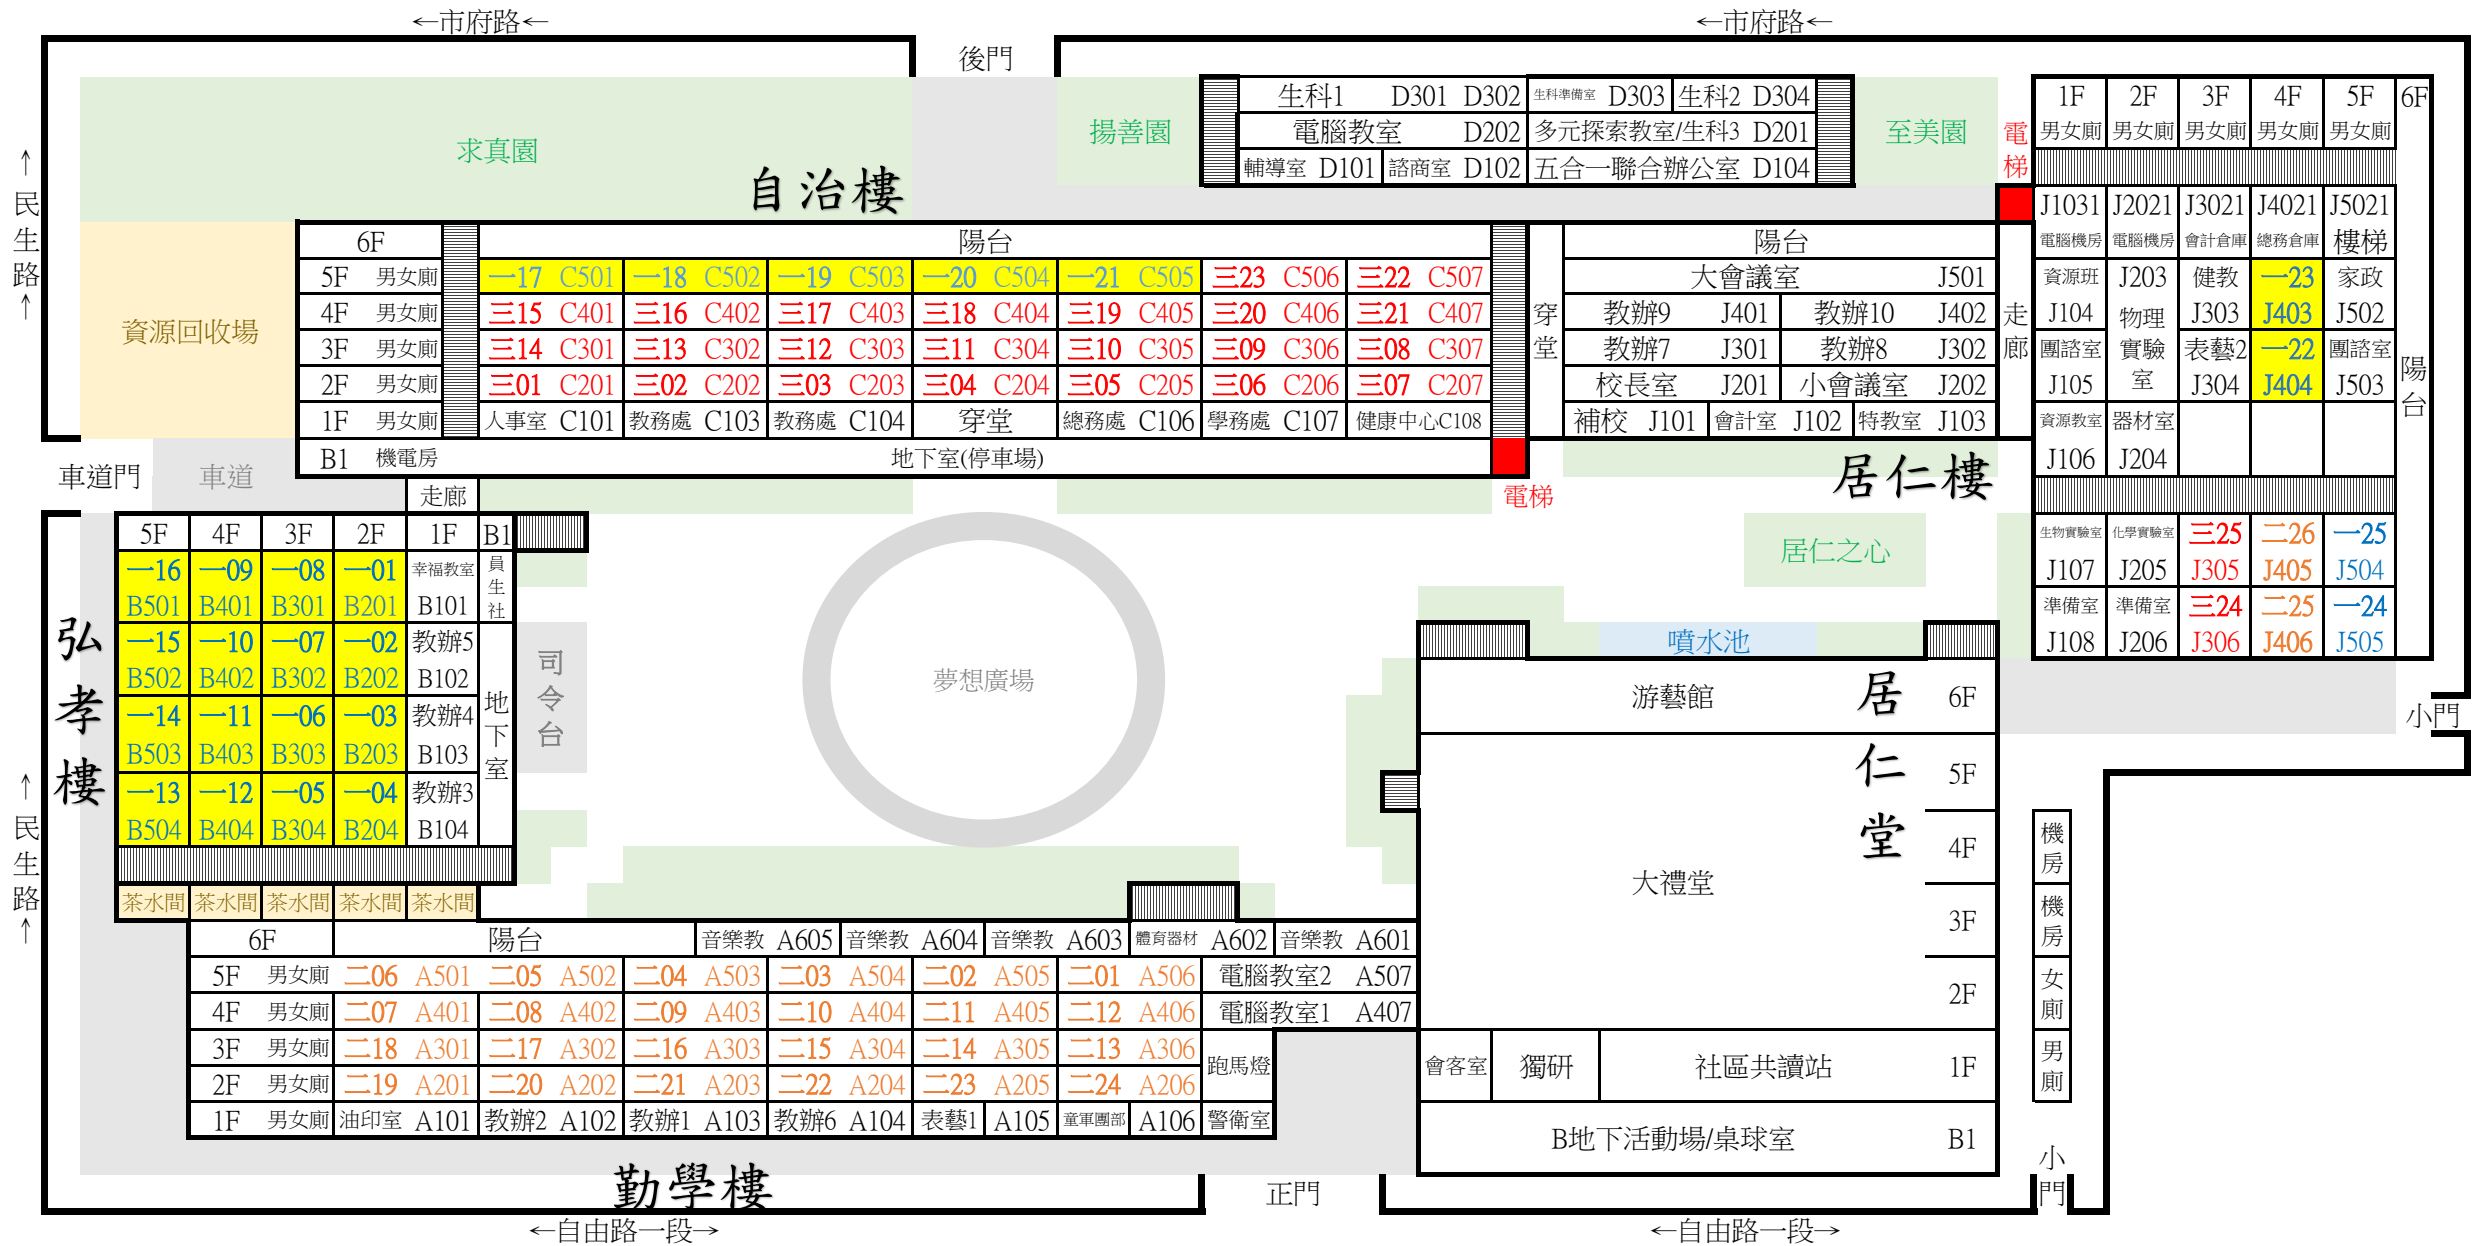 ←市府路←
←市府路←
後門
↑民生路↑
求真園
揚善園
至美園
自治樓
電梯
生科1 D301 D302 生科準備室 D303 生科2 D304
電腦教室 D202 多元探索教室/生科3 D201
輔導室 D101 諮商室 D102 五合一聯合辦公室 D104
資源回收場
6F 陽台
5F 男女廁 一17 C501 一18 C502 一19 C503 一20 C504 一21 C505 三23 C506 三22 C507
4F 男女廁 三15 C401 三16 C402 三17 C403 三18 C404 三19 C405 三20 C406 三21 C407
3F 男女廁 三14 C301 三13 C302 三12 C303 三11 C304 三10 C305 三09 C306 三08 C307
2F 男女廁 三01 C201 三02 C202 三03 C203 三04 C204 三05 C205 三06 C206 三07 C207
1F 男女廁 人事室 C101 教務處 C103 教務處 C104 穿堂 總務處 C106 學務處 C107 健康中心C108
B1 機電房 地下室(停車場)
穿堂
陽台
大會議室 J501
教辦9 J401 教辦10 J402
教辦7 J301 教辦8 J302
校長室 J201 小會議室 J202
補校 J101 會計室 J102 特教室 J103
走廊
居仁樓
電梯
1F 2F 3F 4F 5F 6F
男女廁 男女廁 男女廁 男女廁 男女廁
J1031 J2021 J3021 J4021 J5021
電腦機房 電腦機房 會計倉庫 總務倉庫 樓梯
資源班 J203 健教 一23 家政
J104 物理實驗室 J303 J403 J502
團諮室 表藝2 一22 團諮室
J105 J304 J404 J503
資源教室 器材室
J106 J204
生物實驗室 化學實驗室 三25 二26 一25
J107 J205 J305 J405 J504
準備室 準備室 三24 二25 一24
J108 J206 J306 J406 J505
陽台
車道門
車道
走廊
5F 4F 3F 2F 1F B1
一16 一09 一08 一01 幸福教室
B501 B401 B301 B201 B101
一15 一10 一07 一02 教辦5
B502 B402 B302 B202 B102
一14 一11 一06 一03 教辦4
B503 B403 B303 B203 B103
一13 一12 一05 一04 教辦3
B504 B404 B304 B204 B104
員生社
地下室
茶水間 茶水間 茶水間 茶水間 茶水間
弘孝樓
↑民生路↑
司令台
夢想廣場
居仁之心
噴水池
居仁堂
游藝館 6F
5F
4F
大禮堂
3F
2F
會客室 獨研 社區共讀站 1F
B地下活動場/桌球室 B1
小門
機房
機房
女廁
男廁
小門
6F 陽台 音樂教 A605 音樂教 A604 音樂教 A603 體育器材 A602 音樂教 A601
5F 男女廁 二06 A501 二05 A502 二04 A503 二03 A504 二02 A505 二01 A506 電腦教室2 A507
4F 男女廁 二07 A401 二08 A402 二09 A403 二10 A404 二11 A405 二12 A406 電腦教室1 A407
3F 男女廁 二18 A301 二17 A302 二16 A303 二15 A304 二14 A305 二13 A306
跑馬燈
2F 男女廁 二19 A201 二20 A202 二21 A203 二22 A204 二23 A205 二24 A206
1F 男女廁 油印室 A101 教辦2 A102 教辦1 A103 教辦6 A104 表藝1 A105 童軍團部 A106 警衛室
勤學樓
正門
←自由路一段→
←自由路一段→